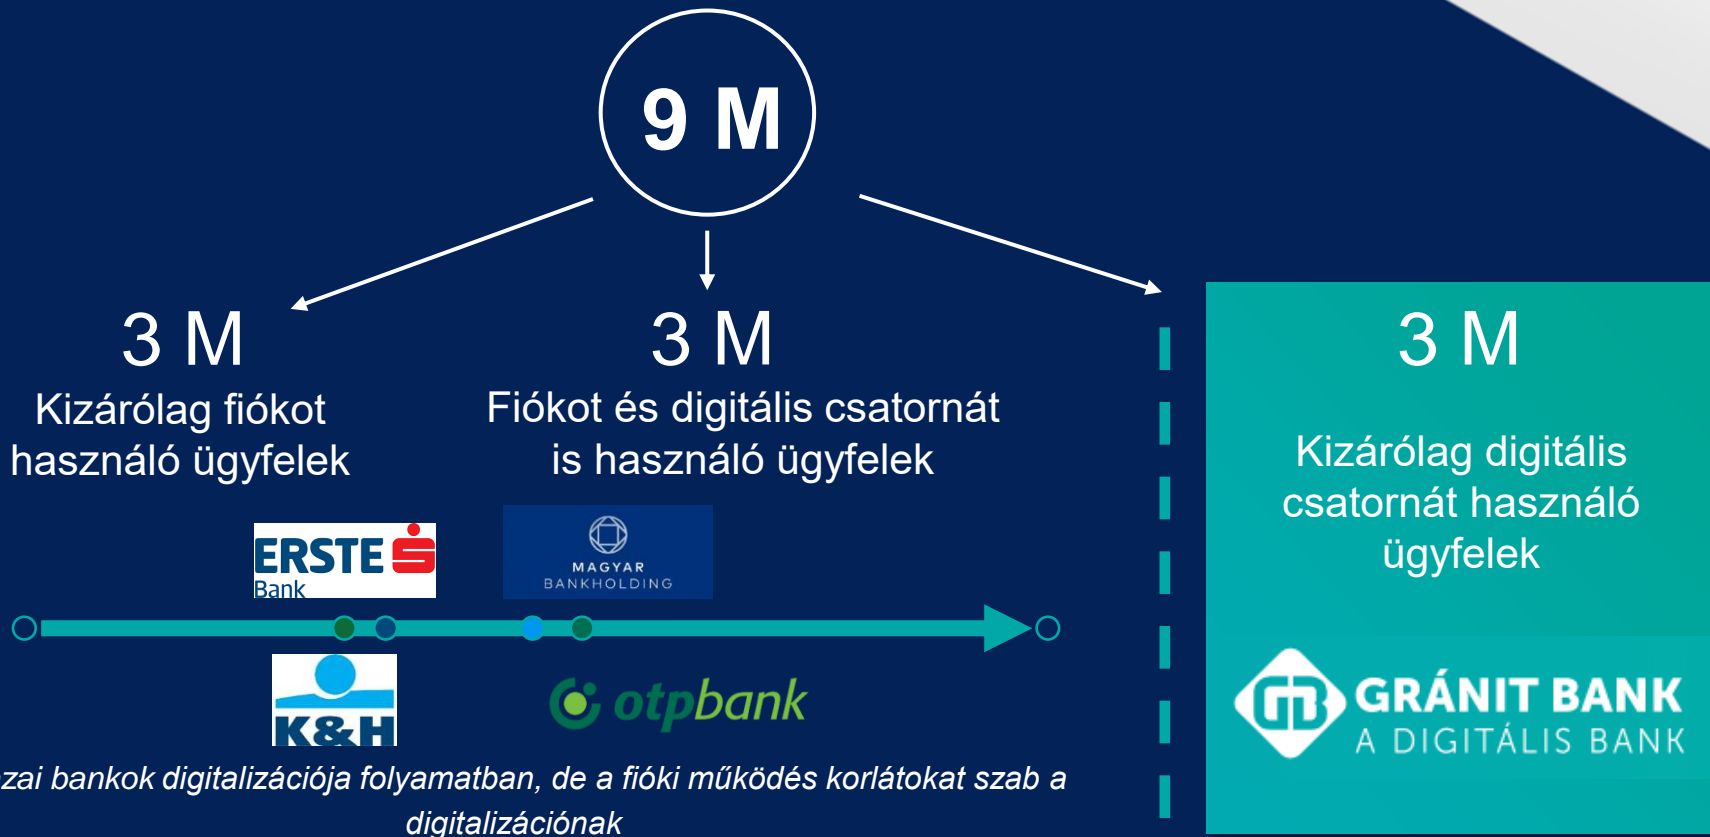 9 M
3 M
Kizárólag fiókot
használó ügyfelek
3 M
Fiókot és digitális csatornát
is használó ügyfelek
3 M
Kizárólag digitális
csatornát használó
ügyfelek
ERSTE
Bank
MAGYAR
BANKHOLDING
K&H
otpbank
GRÁNIT BANK
A DIGITÁLIS BANK
bankok digitalizációja folyamatban, de a fióki működés korlátokat szab a
digitalizációnak